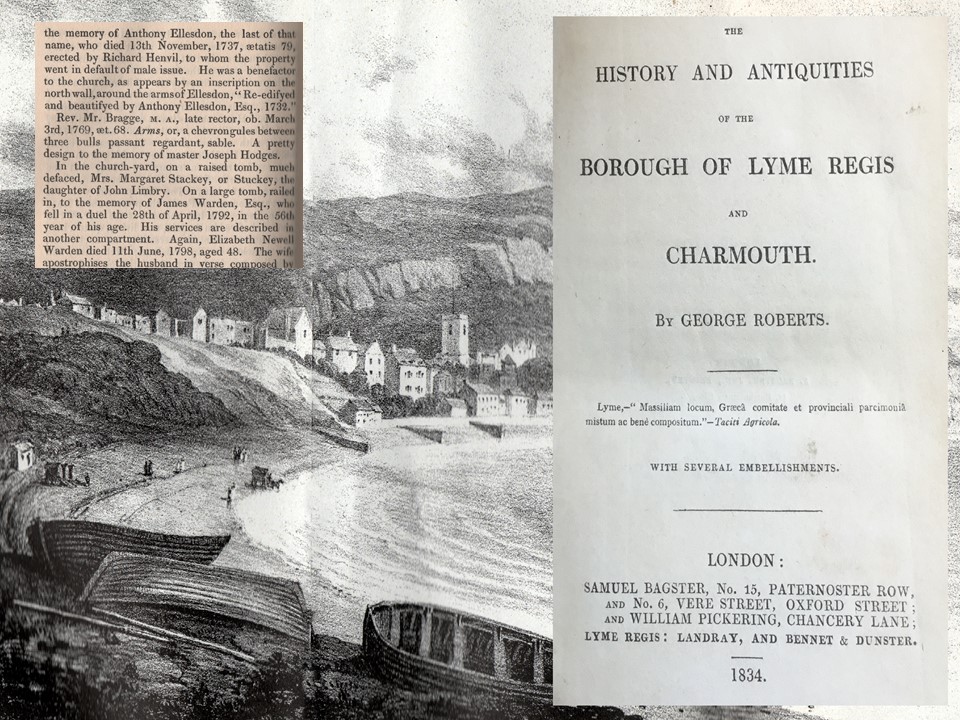 the memory of Anthony Ellesdon, the last of that
name, who died 13th November, 1737, ætatis 79,
erected by Richard Henvil, to whom the property
went in default of male issue. He was a benefactor
to the church, as appears by an inscription on the
north wall, around the arms of Ellesdon, “Re-edifyed
and beautifyed by Anthony Ellesdon, Esq., 1732.”
Rev. Mr. Bragge, M. A., late rector, ob. March
3rd, 1769, æt. 68. Arms, or, a chevron gules between
three bulls passant regardant, sable. A pretty
design to the memory of master Joseph Hodges.
In the church-yard, on a raised tomb, much
defaced, Mrs. Margaret Stackey, or Stuckey, the
daughter of John Limbry. On a large tomb, railed
in, to the memory of James Warden, Esq., who
fell in a duel the 28th of April, 1792, in the 56th
year of his age. His services are described in
another compartment. Again, Elizabeth Newell
Warden died 11th June, 1798, aged 48. The wife
apostrophises the husband in verse composed by
THE
HISTORY AND ANTIQUITIES
OF THE
BOROUGH OF LYME REGIS
AND
CHARMOUTH.
BY GEORGE ROBERTS.
Lyme,—“ Massiliam locum, Græcâ comitate et provinciali parcimoniâ
mistum ac benè compositum.”—Taciti Agricola.
WITH SEVERAL EMBELLISHMENTS.
LONDON:
SAMUEL BAGSTER, No. 15, PATERNOSTER ROW,
AND No. 6, VERE STREET, OXFORD STREET;
AND WILLIAM PICKERING, CHANCERY LANE;
LYME REGIS: LANDRAY, AND BENNET & DUNSTER.
1834.